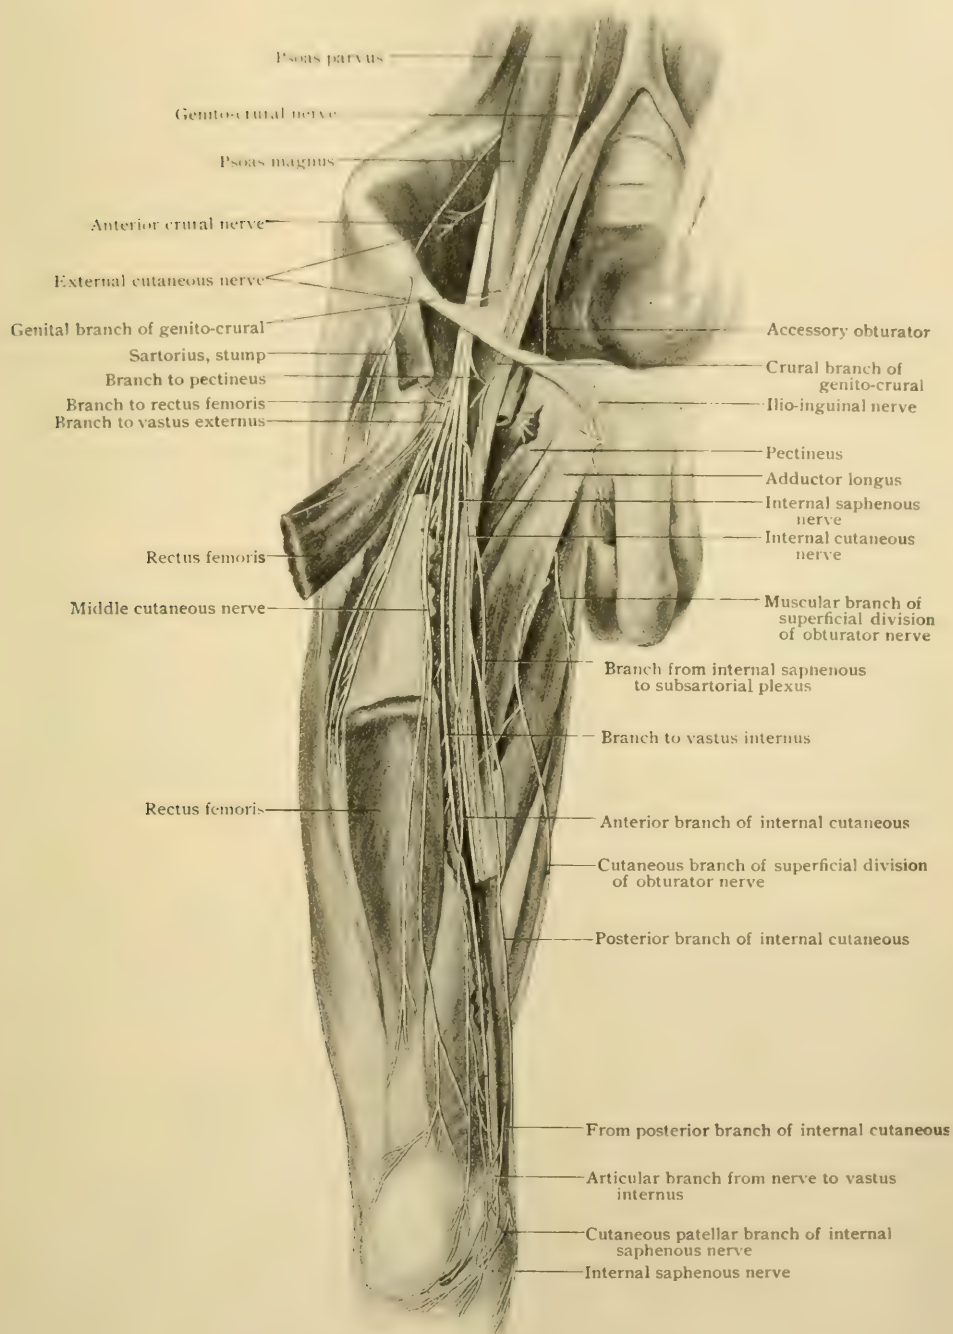 Psoas parvus
Genito-crural nerve
Psoas magnus
Anterior crural nerve
External cutaneous nerve
Genital branch of genito-crural
Sartorius, stump
Branch to pectineus
Branch to rectus femoris
Branch to vastus externus
Rectus femoris
Middle cutaneous nerve
Rectus femoris
Accessory obturator
Crural branch of
genito-crural
Ilio-inguinal nerve
Pectineus
Adductor longus
Internal saphenous
nerve
Internal cutaneous
nerve
Muscular branch of
superficial division
of obturator nerve
Branch from internal saphenous
to subsartorial plexus
Branch to vastus internus
Anterior branch of internal cutaneous
Cutaneous branch of superficial division
of obturator nerve
Posterior branch of internal cutaneous
From posterior branch of internal cutaneous
Articular branch from nerve to vastus
internus
Cutaneous patellar branch of internal
saphenous nerve
Internal saphenous nerve